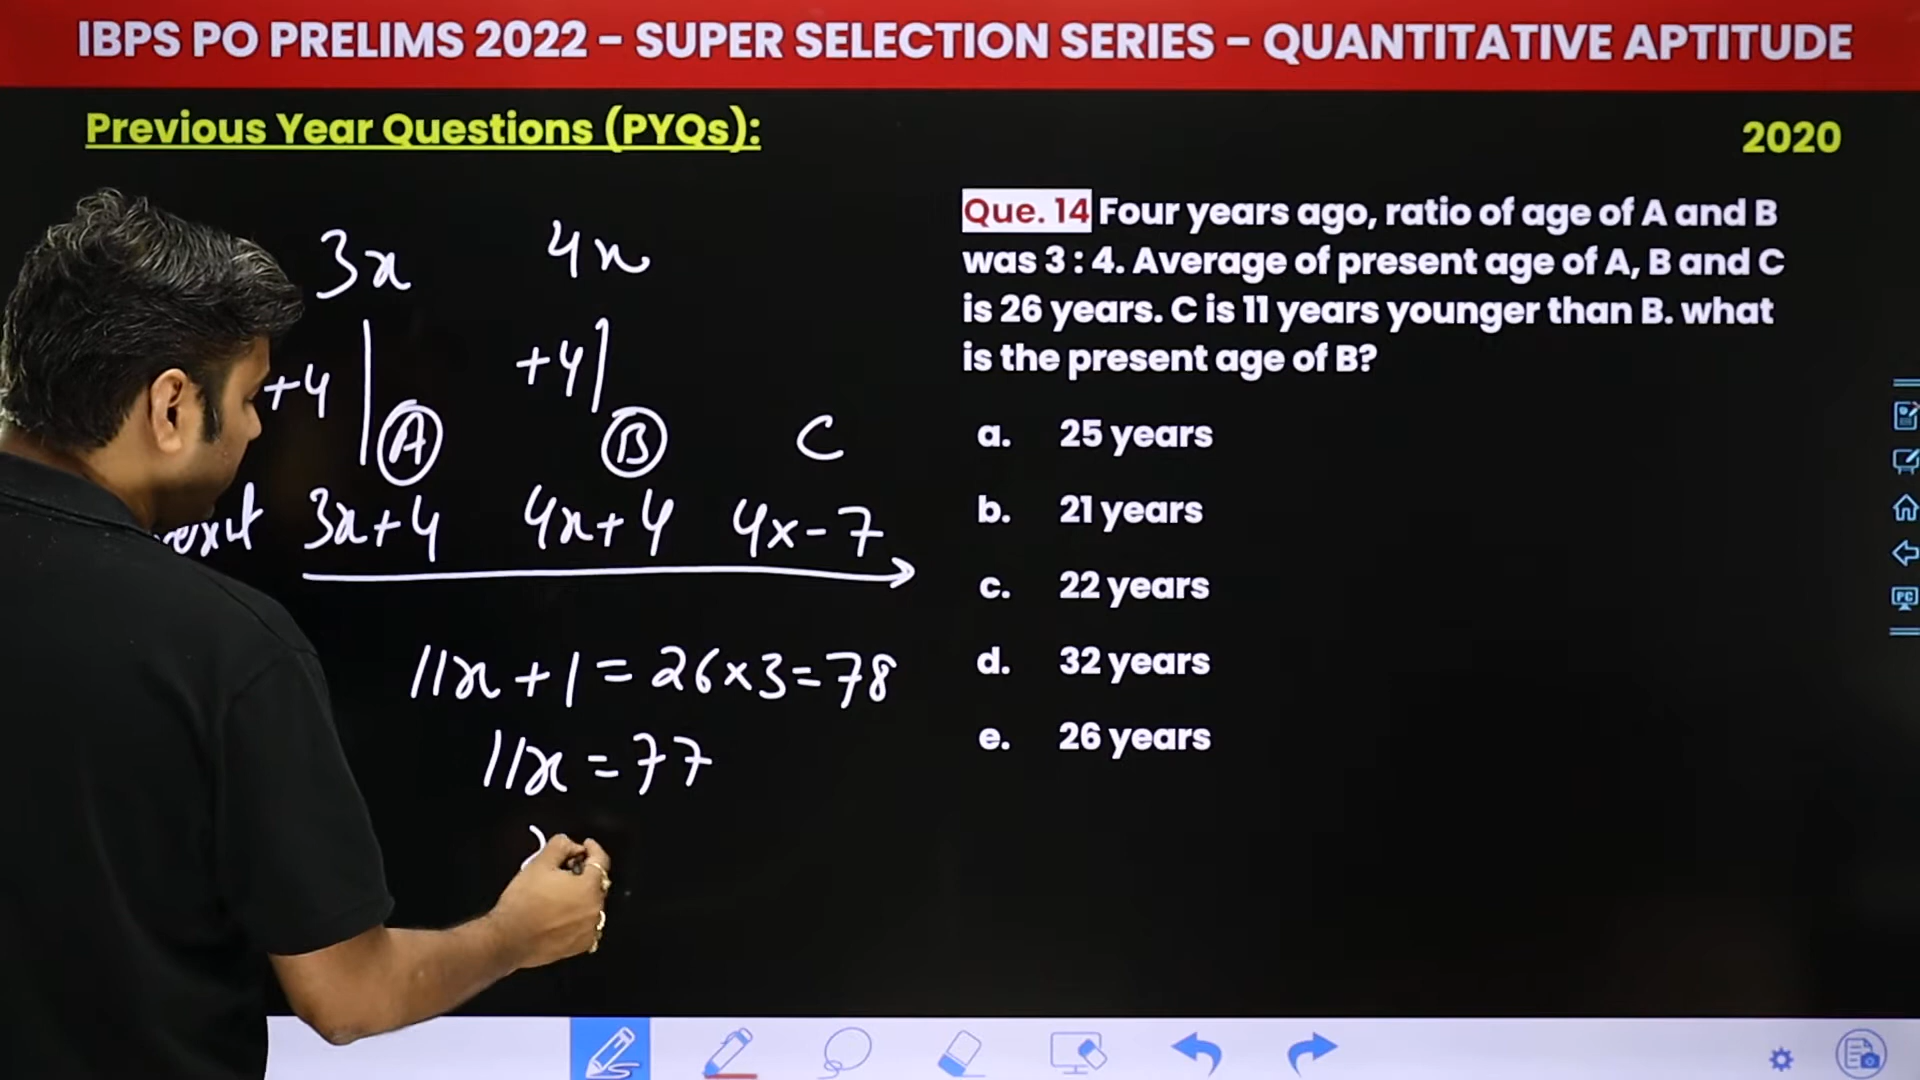 IBPS PO PRELIMS 2022 - SUPER SELECTION SERIES - QUANTITATIVE APTITUDE
Previous Year Questions (PYQs):
2020
3x 4x
+4 +4
A B C
3x+4 4x+4 4x-7
11x+1=26×3=78
11x=77
Que. 14 Four years ago, ratio of age of A and B
was 3 : 4. Average of present age of A, B and C
is 26 years. C is 11 years younger than B. what
is the present age of B?
a. 25 years
b. 21 years
c. 22 years
d. 32 years
e. 26 years
PC